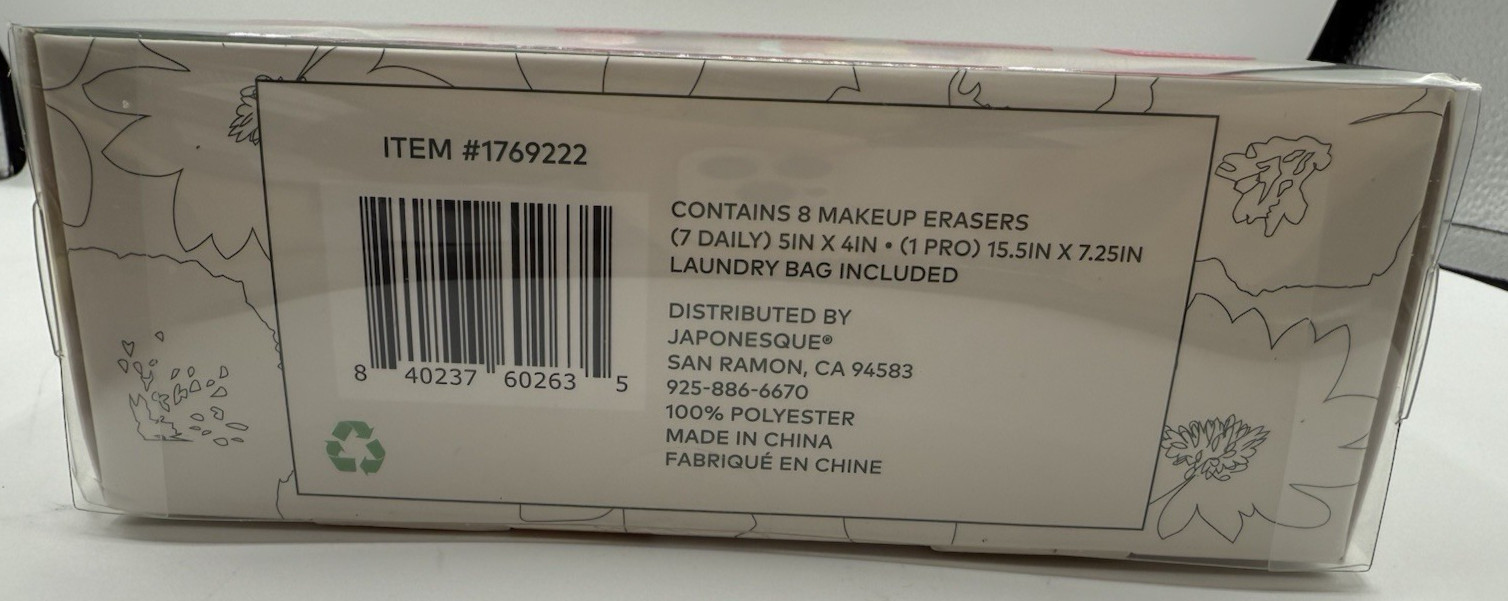 ITEM #1769222
8 40237 60263 5
CONTAINS 8 MAKEUP ERASERS
(7 DAILY) 5IN X 4IN • (1 PRO) 15.5IN X 7.25IN
LAUNDRY BAG INCLUDED
DISTRIBUTED BY
JAPONESQUE®
SAN RAMON, CA 94583
925-886-6670
100% POLYESTER
MADE IN CHINA
FABRIQUÉ EN CHINE